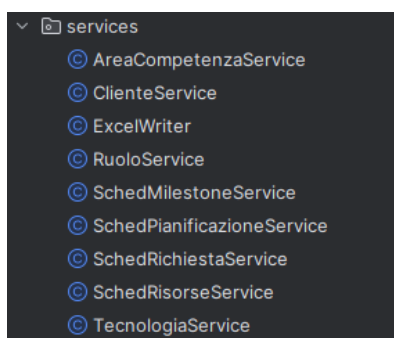 services
AreaCompetenzaService
ClienteService
ExcelWriter
RuoloService
SchedMilestoneService
SchedPianificazioneService
SchedRichiestaService
SchedRisorseService
TecnologiaService